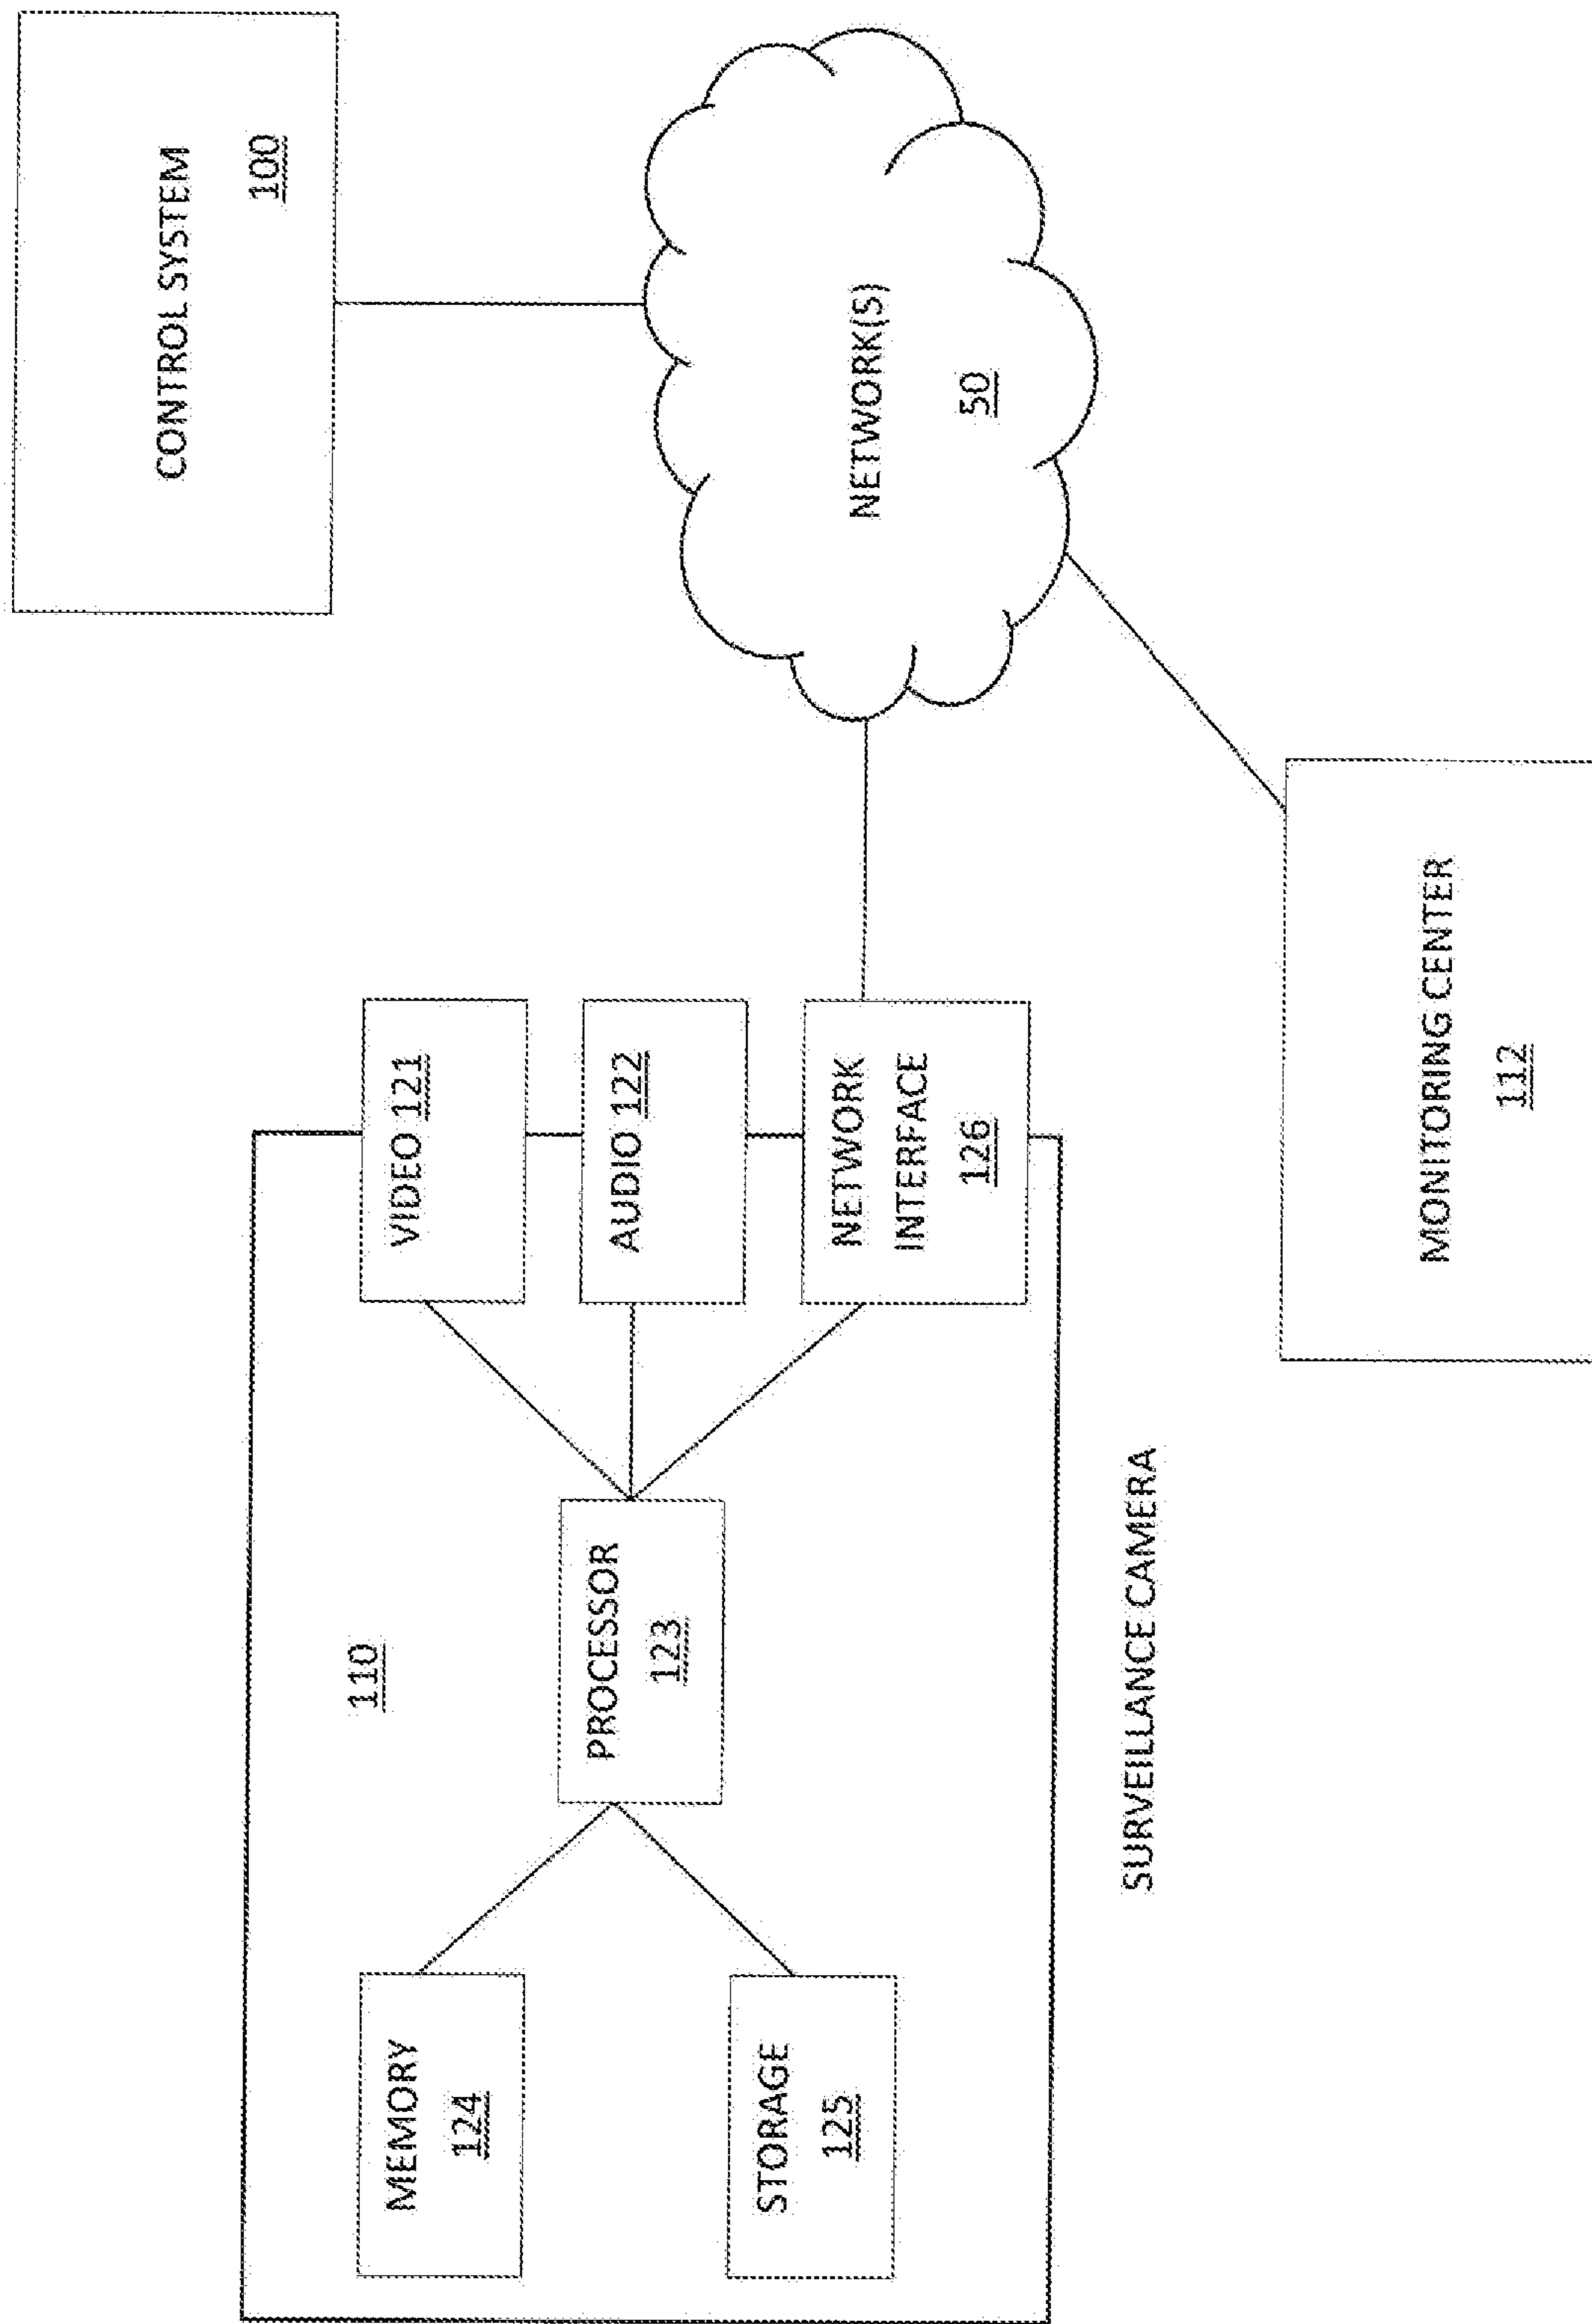 CONTROL SYSTEM
100
NETWORK(S)
50
110
VIDEO 121
AUDIO 122
NETWORK
INTERFACE
126
PROCESSOR
123
MEMORY
124
STORAGE
125
SURVEILLANCE CAMERA
MONITORING CENTER
112